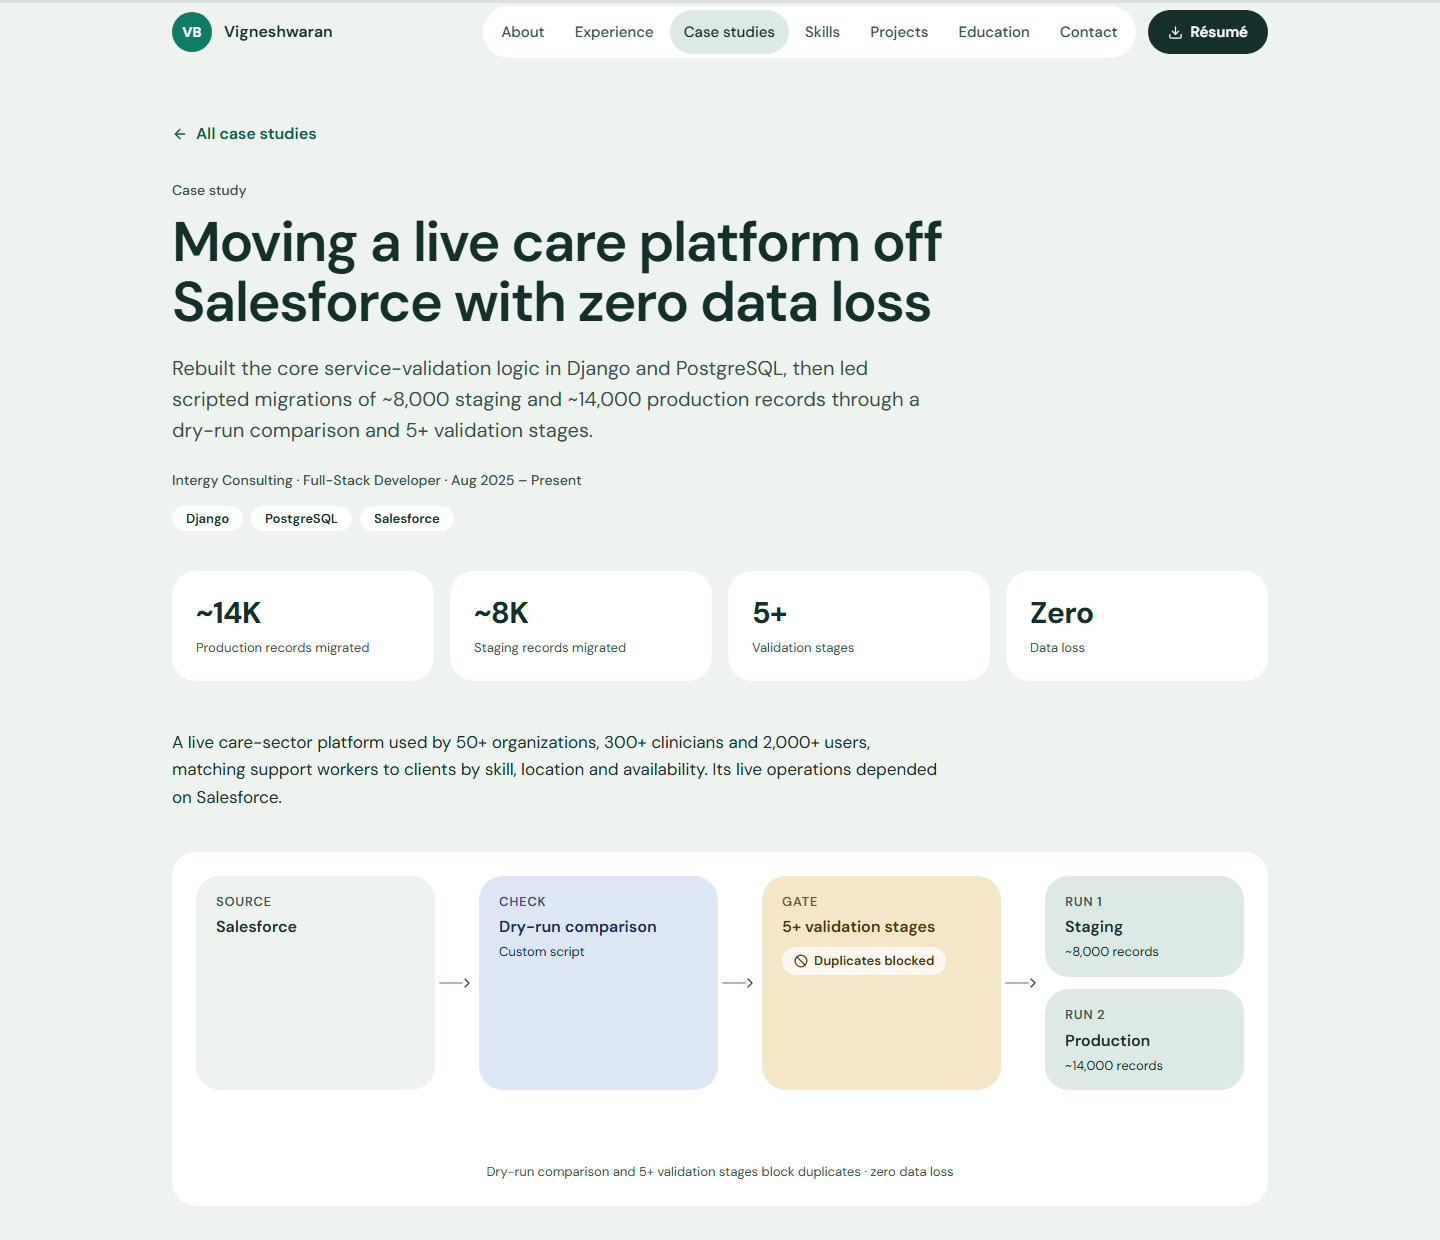 VB
Vigneshwaran
About
Experience
Case studies
Skills
Projects
Education
Contact
Résumé
All case studies
Case study
Moving a live care platform off
Salesforce with zero data loss
Rebuilt the core service-validation logic in Django and PostgreSQL, then led
scripted migrations of ~8,000 staging and ~14,000 production records through a
dry-run comparison and 5+ validation stages.
Intergy Consulting · Full-Stack Developer · Aug 2025 – Present
Django
PostgreSQL
Salesforce
~14K
Production records migrated
~8K
Staging records migrated
5+
Validation stages
Zero
Data loss
A live care-sector platform used by 50+ organizations, 300+ clinicians and 2,000+ users,
matching support workers to clients by skill, location and availability. Its live operations depended
on Salesforce.
SOURCE
Salesforce
CHECK
Dry-run comparison
Custom script
GATE
5+ validation stages
Duplicates blocked
RUN 1
Staging
~8,000 records
RUN 2
Production
~14,000 records
Dry-run comparison and 5+ validation stages block duplicates · zero data loss